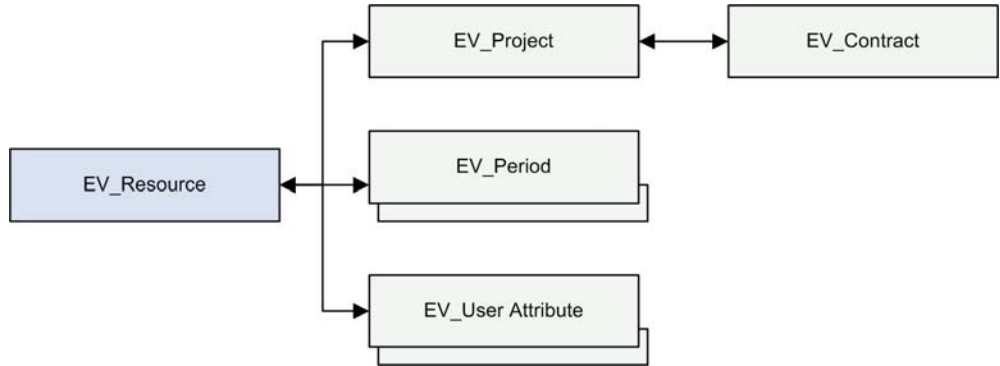 EV_Project
EV_Contract
EV_Period
EV_Resource
EV_User Attribute